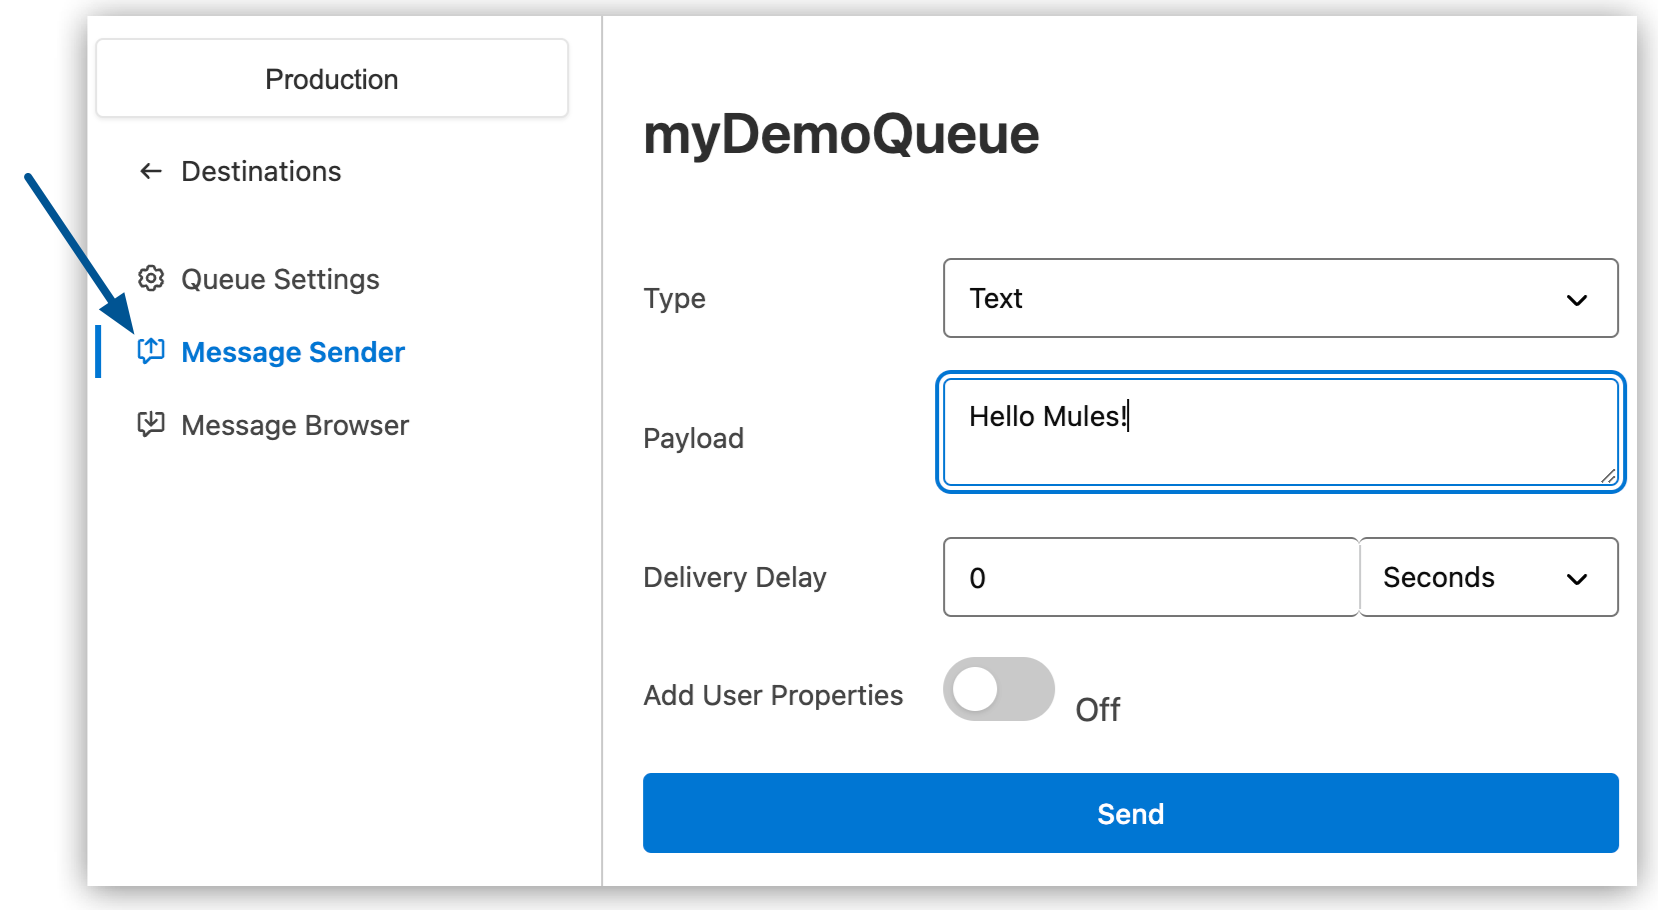 Production
Destinations
Queue Settings
Message Sender
Message Browser
myDemoQueue
Type
Text
Payload
Hello Mules!
Delivery Delay
0
Seconds
Add User Properties
Off
Send